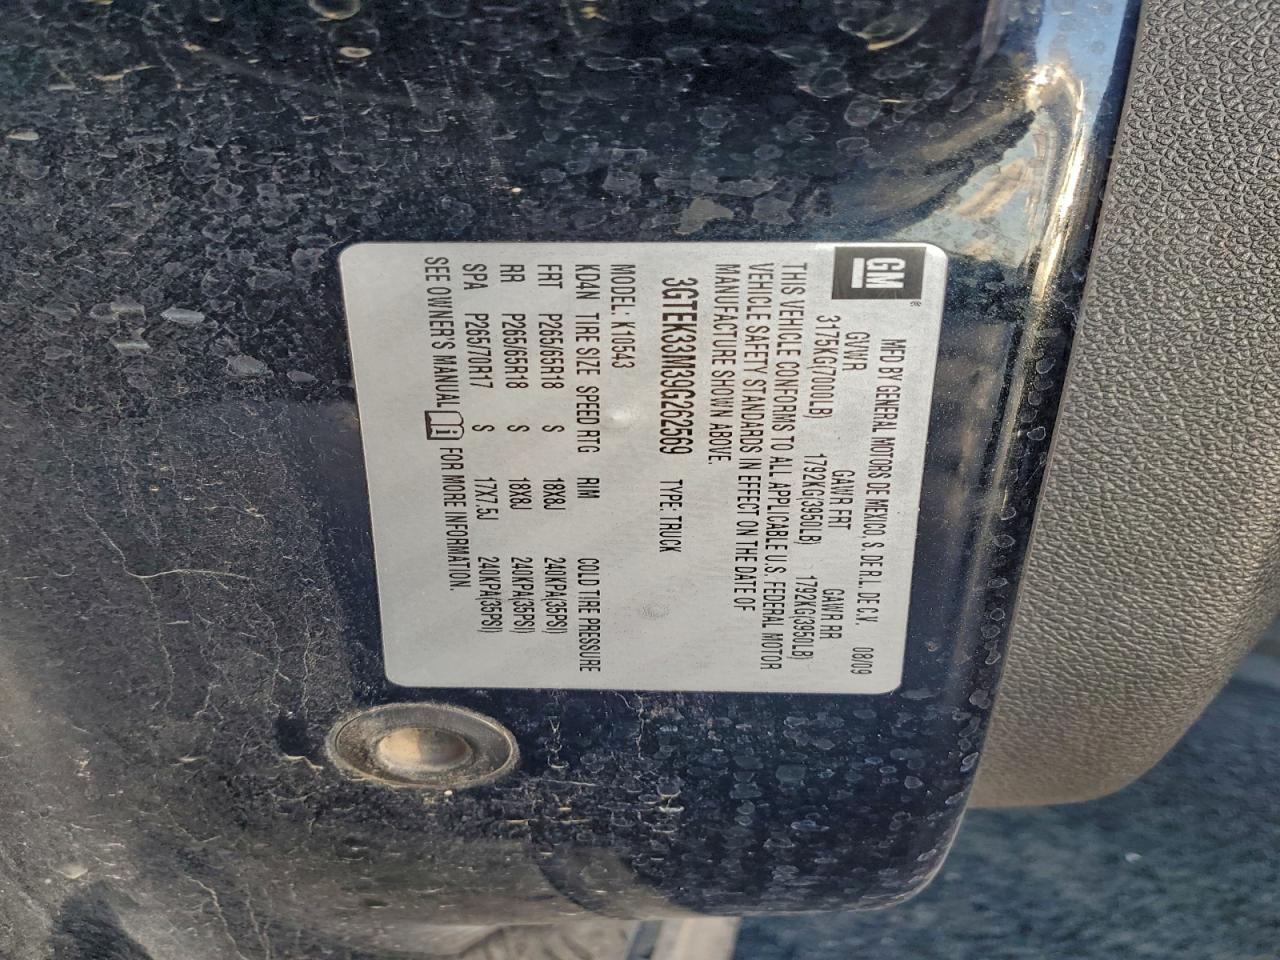 GM ®
MFD BY GENERAL MOTORS DE MEXICO, S. DE R.L. DE C.V. 08/09
GVWR GAWR FRT GAWR RR
3175KG(7000LB) 1792KG(3950LB) 1792KG(3950LB)
THIS VEHICLE CONFORMS TO ALL APPLICABLE U.S. FEDERAL MOTOR
VEHICLE SAFETY STANDARDS IN EFFECT ON THE DATE OF
MANUFACTURE SHOWN ABOVE.
3GTEK33M39G262569 TYPE: TRUCK
MODEL: K10543
K04N TIRE SIZE SPEED RTG RIM COLD TIRE PRESSURE
FRT P265/65R18 S 18X8J 240KPA(35PSI)
RR P265/65R18 S 18X8J 240KPA(35PSI)
SPA P265/70R17 S 17X7.5J 240KPA(35PSI)
SEE OWNER'S MANUAL FOR MORE INFORMATION.